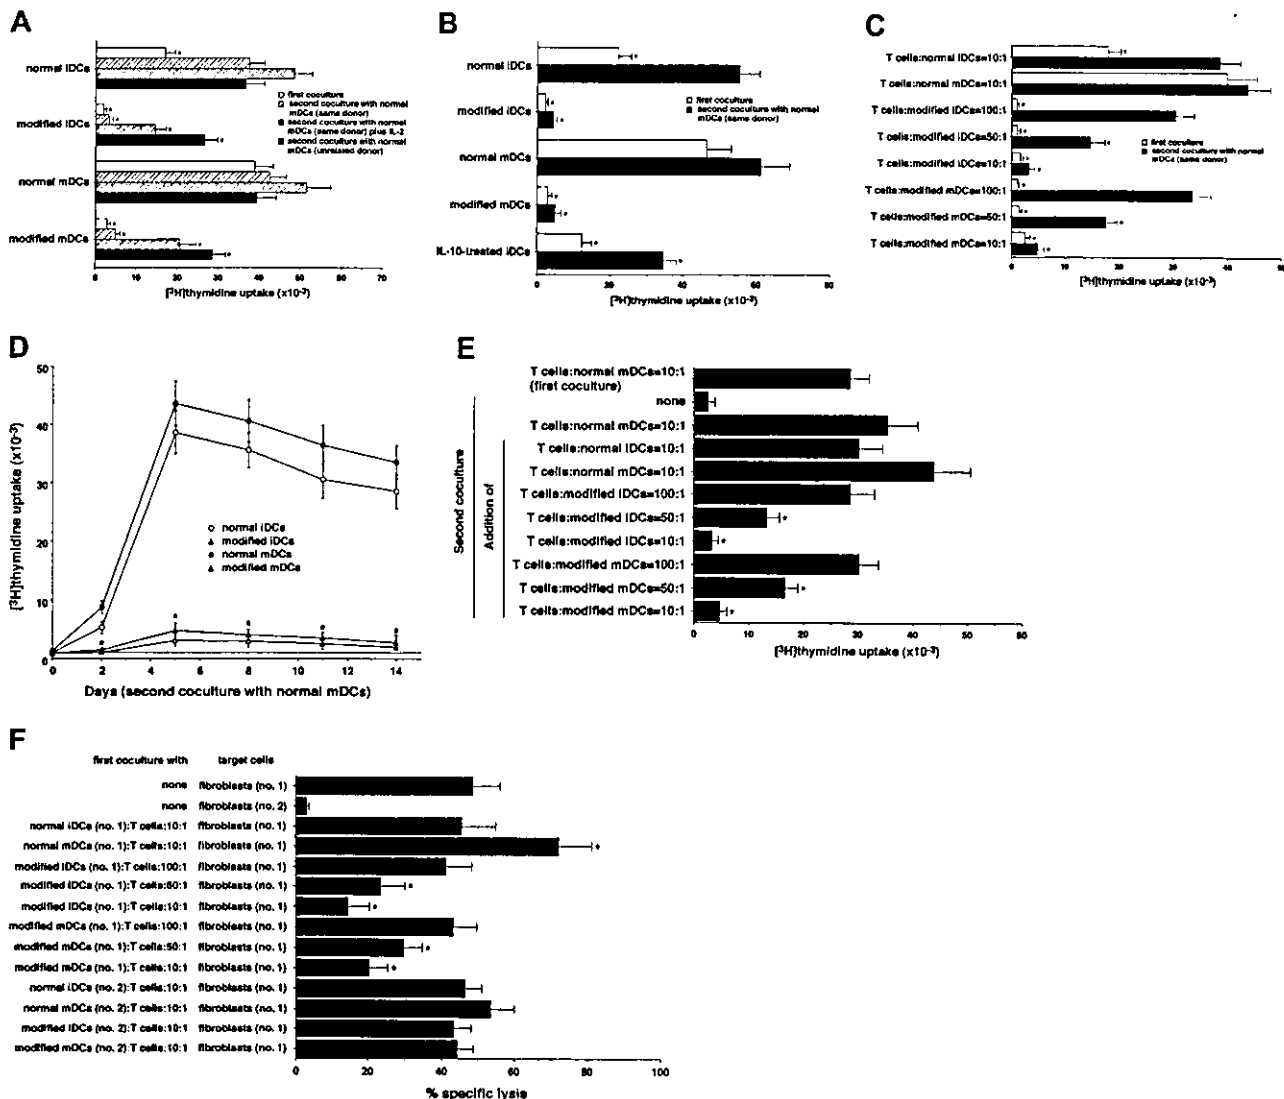 A
normal iDCs
modified iDCs
normal mDCs
modified mDCs
first coculture
second coculture with normal
mDCs (same donor)
second coculture with normal
mDCs (same donor) plus IL-2
second coculture with normal
mDCs (unrelated donor)
0 10 20 30 40 50 60 70
[³H]thymidine uptake (x10⁻³)
B
normal iDCs
modified iDCs
normal mDCs
modified mDCs
IL-10-treated iDCs
first coculture
second coculture with normal
mDCs (same donor)
0 20 40 60 80
[³H]thymidine uptake (x10⁻³)
C
T cells:normal iDCs=10:1
T cells:normal mDCs=10:1
T cells:modified iDCs=100:1
T cells:modified iDCs=50:1
T cells:modified iDCs=10:1
T cells:modified mDCs=100:1
T cells:modified mDCs=50:1
T cells:modified mDCs=10:1
first coculture
second coculture with normal
mDCs (same donor)
0 20 40
[³H]thymidine uptake (x10⁻³)
D
[³H]thymidine uptake (x10⁻³)
50
40
30
20
10
0
normal iDCs
modified iDCs
normal mDCs
modified mDCs
0 2 4 6 8 10 12 14
Days (second coculture with normal mDCs)
E
Second coculture
Addition of
T cells:normal mDCs=10:1
(first coculture)
none
T cells:normal mDCs=10:1
T cells:normal iDCs=10:1
T cells:normal mDCs=10:1
T cells:modified iDCs=100:1
T cells:modified iDCs=50:1
T cells:modified iDCs=10:1
T cells:modified mDCs=100:1
T cells:modified mDCs=50:1
T cells:modified mDCs=10:1
0 10 20 30 40 50 60
[³H]thymidine uptake (x10⁻³)
F
first coculture with target cells
none fibroblasts (no. 1)
none fibroblasts (no. 2)
normal iDCs (no. 1):T cells:10:1 fibroblasts (no. 1)
normal mDCs (no. 1):T cells:10:1 fibroblasts (no. 1)
modified iDCs (no. 1):T cells:100:1 fibroblasts (no. 1)
modified iDCs (no. 1):T cells:50:1 fibroblasts (no. 1)
modified iDCs (no. 1):T cells:10:1 fibroblasts (no. 1)
modified mDCs (no. 1):T cells:100:1 fibroblasts (no. 1)
modified mDCs (no. 1):T cells:50:1 fibroblasts (no. 1)
modified mDCs (no. 1):T cells:10:1 fibroblasts (no. 1)
normal iDCs (no. 2):T cells:10:1 fibroblasts (no. 1)
normal mDCs (no. 2):T cells:10:1 fibroblasts (no. 1)
modified iDCs (no. 2):T cells:10:1 fibroblasts (no. 1)
modified mDCs (no. 2):T cells:10:1 fibroblasts (no. 1)
0 20 40 60 80 100
% specific lysis